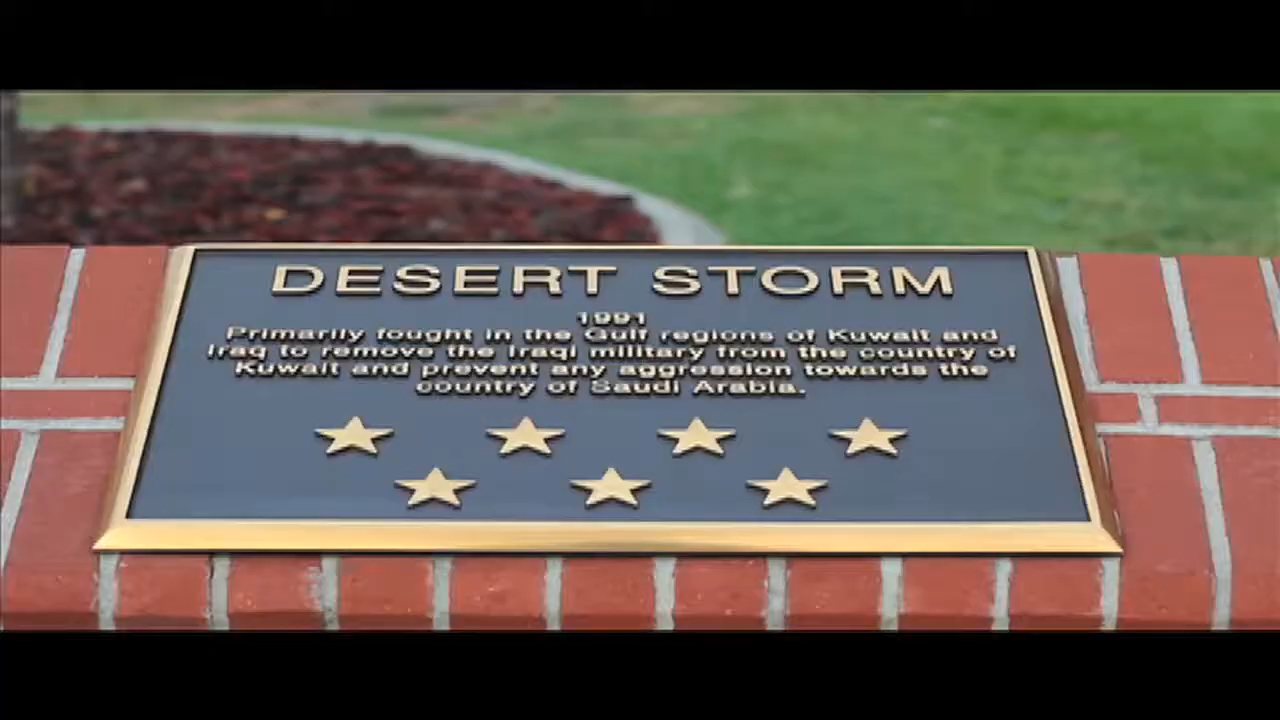 DESERT STORM
1991
Primarily fought in the Gulf regions of Kuwait and
Iraq to remove the Iraqi military from the country of
Kuwait and prevent any aggression towards the
country of Saudi Arabia.